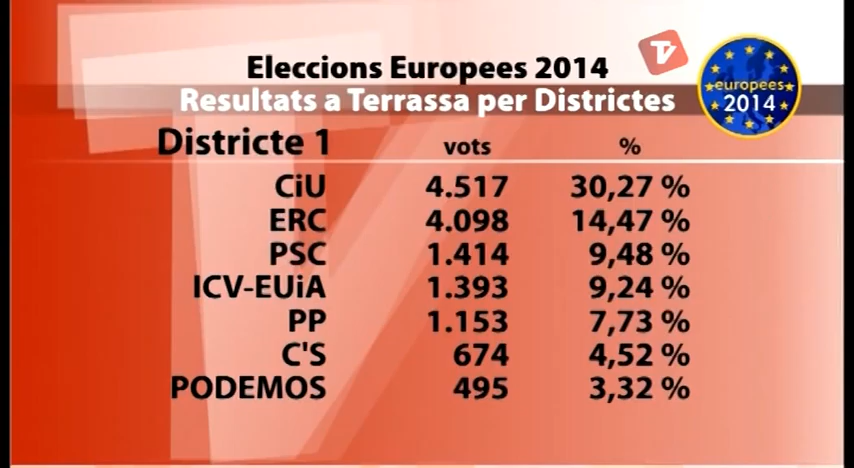 Eleccions Europees 2014
Resultats a Terrassa per Districtes
TV
europees
2014
Districte 1 vots %
CiU 4.517 30,27 %
ERC 4.098 14,47 %
PSC 1.414 9,48 %
ICV-EUiA 1.393 9,24 %
PP 1.153 7,73 %
C'S 674 4,52 %
PODEMOS 495 3,32 %